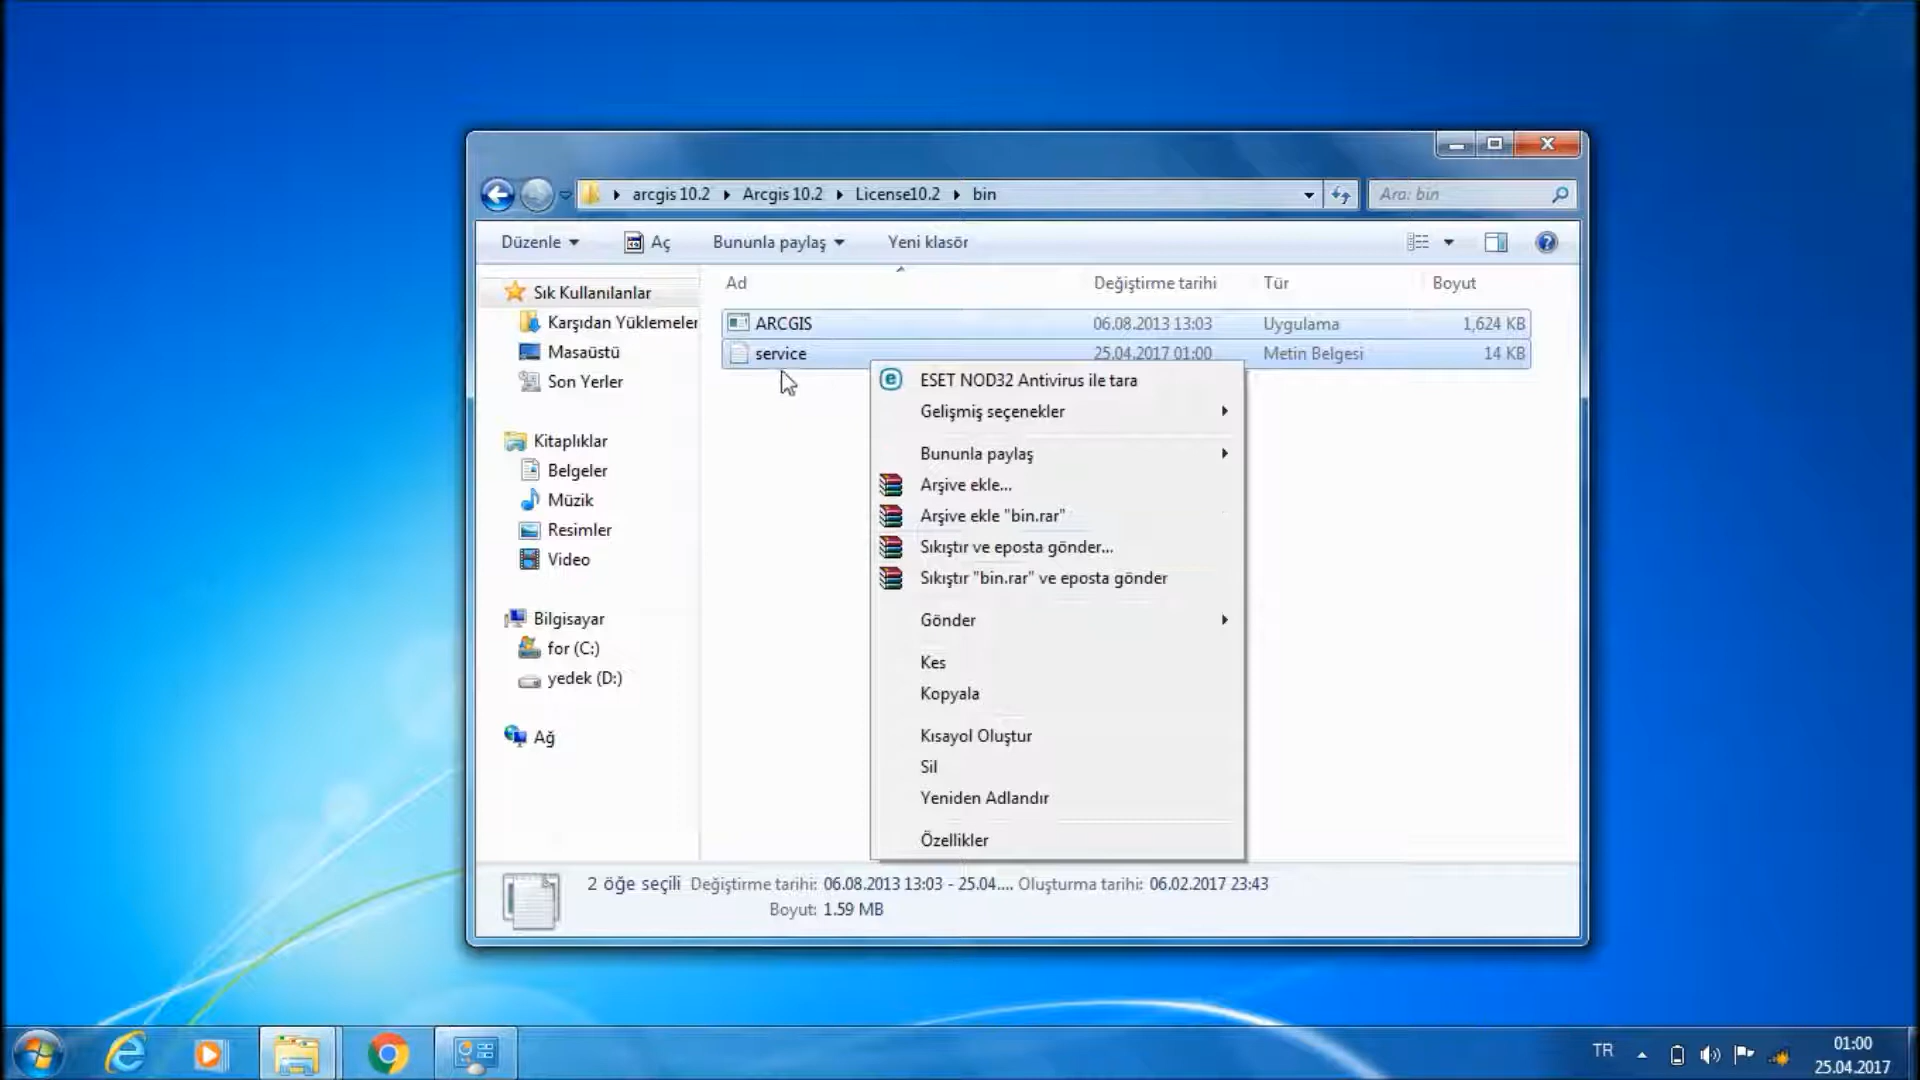 arcgis 10.2 Arcgis 10.2 License10.2 bin
Ara: bin
Düzenle Aç Bununla paylaş Yeni klasör
Ad Değiştirme tarihi Tür Boyut
ARCGIS 06.08.2013 13:03 Uygulama 1,624 KB
service 25.04.2017 01:00 Metin Belgesi 14 KB
Sık Kullanılanlar
Karşıdan Yüklemeler
Masaüstü
Son Yerler
Kitaplıklar
Belgeler
Müzik
Resimler
Video
Bilgisayar
for (C:)
yedek (D:)
Ağ
ESET NOD32 Antivirus ile tara
Gelişmiş seçenekler
Bununla paylaş
Arşive ekle...
Arşive ekle "bin.rar"
Sıkıştır ve eposta gönder...
Sıkıştır "bin.rar" ve eposta gönder
Gönder
Kes
Kopyala
Kısayol Oluştur
Sil
Yeniden Adlandır
Özellikler
2 öğe seçili Değiştirme tarihi: 06.08.2013 13:03 - 25.04.... Oluşturma tarihi: 06.02.2017 23:43
Boyut: 1.59 MB
TR
01:00
25.04.2017